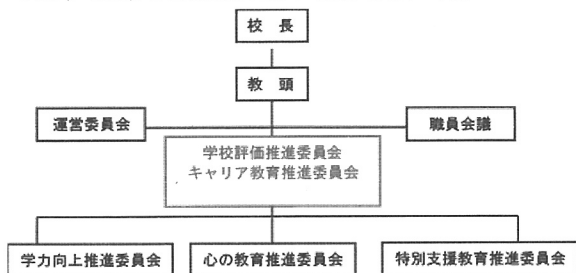 校　長
教　頭
運営委員会
職員会議
学校評価推進委員会
キャリア教育推進委員会
学力向上推進委員会
心の教育推進委員会
特別支援教育推進委員会